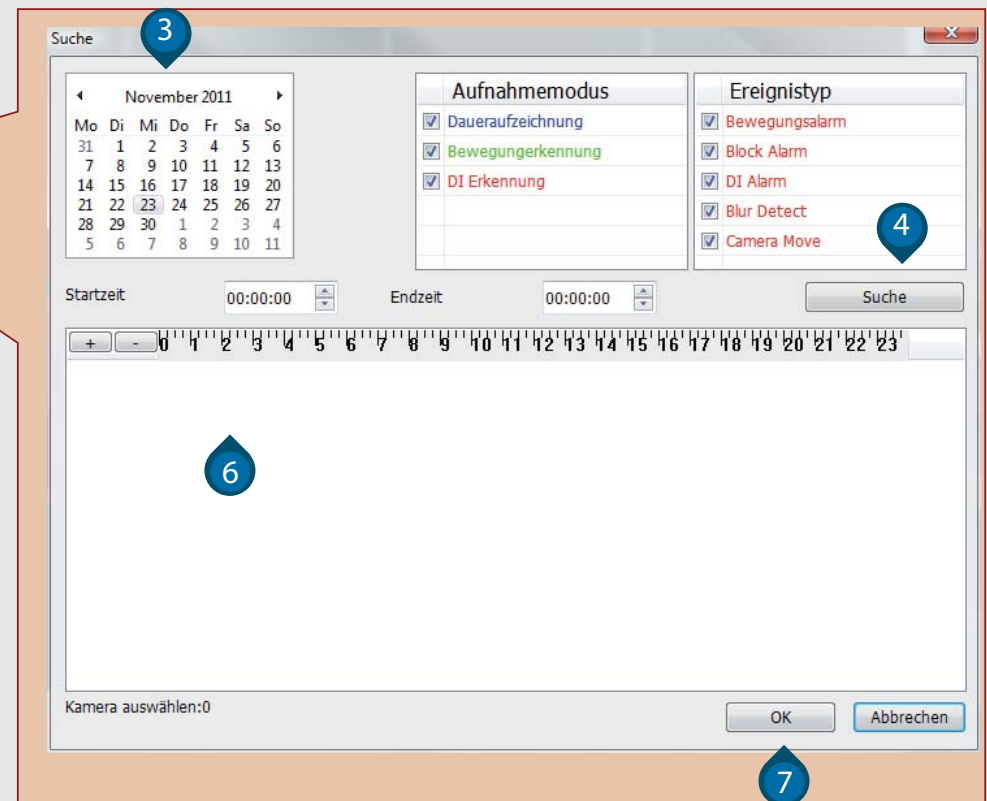 3
Suche
X
November 2011
Mo Di Mi Do Fr Sa So
31 1 2 3 4 5 6
7 8 9 10 11 12 13
14 15 16 17 18 19 20
21 22 23 24 25 26 27
28 29 30 1 2 3 4
5 6 7 8 9 10 11
Aufnahmemodus
Daueraufzeichnung
Bewegungerkennung
DI Erkennung
Ereignistyp
Bewegungsalarm
Block Alarm
DI Alarm
Blur Detect
Camera Move
4
Startzeit 00:00:00 Endzeit 00:00:00 Suche
+ - 0 1 2 3 4 5 6 7 8 9 10 11 12 13 14 15 16 17 18 19 20 21 22 23
6
Kamera auswählen:0
OK Abbrechen
7